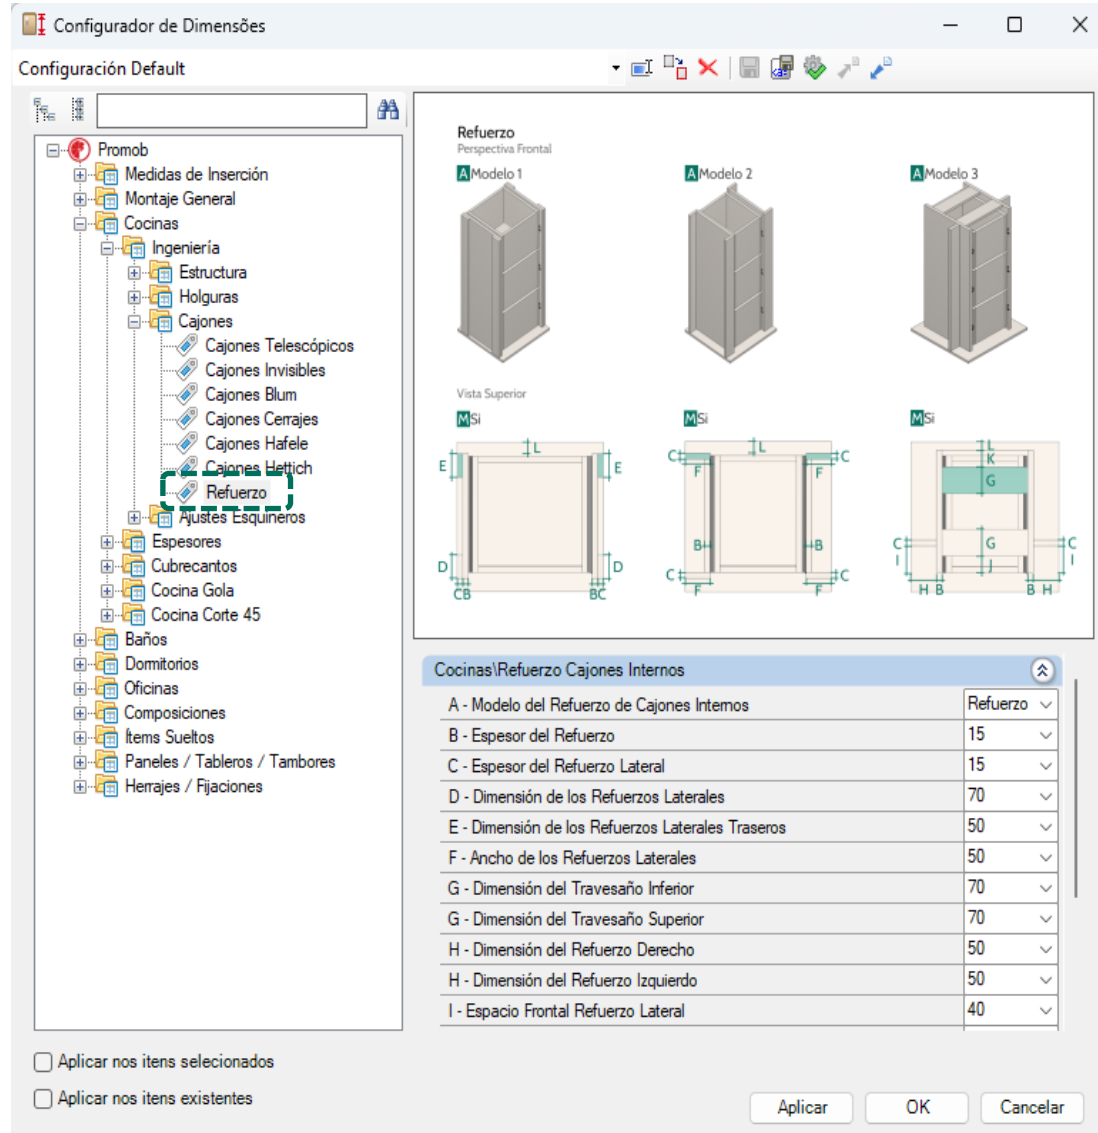 Configurador de Dimensões
Configuración Default
Promob
Medidas de Inserción
Montaje General
Cocinas
Ingeniería
Estructura
Holguras
Cajones
Cajones Telescópicos
Cajones Invisibles
Cajones Blum
Cajones Cerrajes
Cajones Hafele
Cajones Hettich
Refuerzo
Ajustes Esquineros
Espesores
Cubrecantos
Cocina Gola
Cocina Corte 45
Baños
Dormitorios
Oficinas
Composiciones
Ítems Sueltos
Paneles / Tableros / Tambores
Herrajes / Fijaciones
Refuerzo
Perspectiva Frontal
A Modelo 1 A Modelo 2 A Modelo 3
Vista Superior
M Si M Si M Si
L
E E
D D
CB BC
L
C C
F F
B B
C C
F F
L
K
G
C G C
I J I
H B B H
Cocinas\Refuerzo Cajones Internos
A - Modelo del Refuerzo de Cajones Internos Refuerzo
B - Espesor del Refuerzo 15
C - Espesor del Refuerzo Lateral 15
D - Dimensión de los Refuerzos Laterales 70
E - Dimensión de los Refuerzos Laterales Traseros 50
F - Ancho de los Refuerzos Laterales 50
G - Dimensión del Travesaño Inferior 70
G - Dimensión del Travesaño Superior 70
H - Dimensión del Refuerzo Derecho 50
H - Dimensión del Refuerzo Izquierdo 50
I - Espacio Frontal Refuerzo Lateral 40
Aplicar nos itens selecionados
Aplicar nos itens existentes
Aplicar OK Cancelar